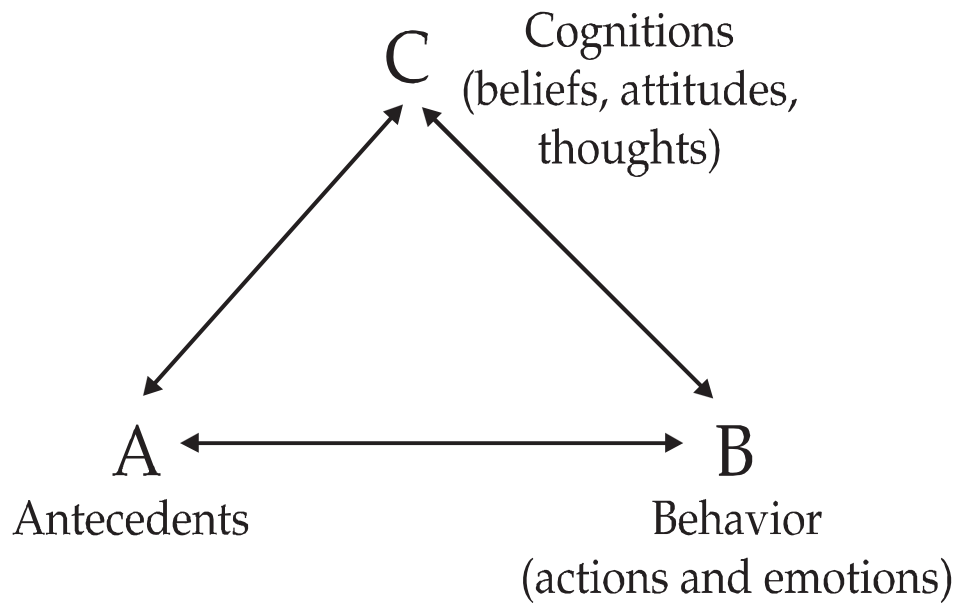 C
Cognitions
(beliefs, attitudes,
thoughts)
A
Antecedents
B
Behavior
(actions and emotions)